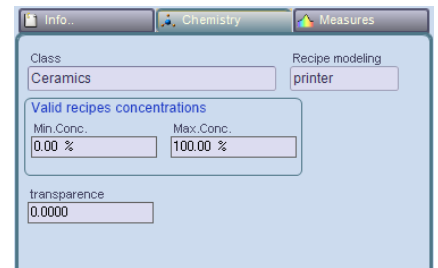 Info.. Chemistry Measures
Class Recipe modeling
Ceramics printer
Valid recipes concentrations
Min.Conc. Max.Conc.
0.00 % 100.00 %
transparence
0.0000